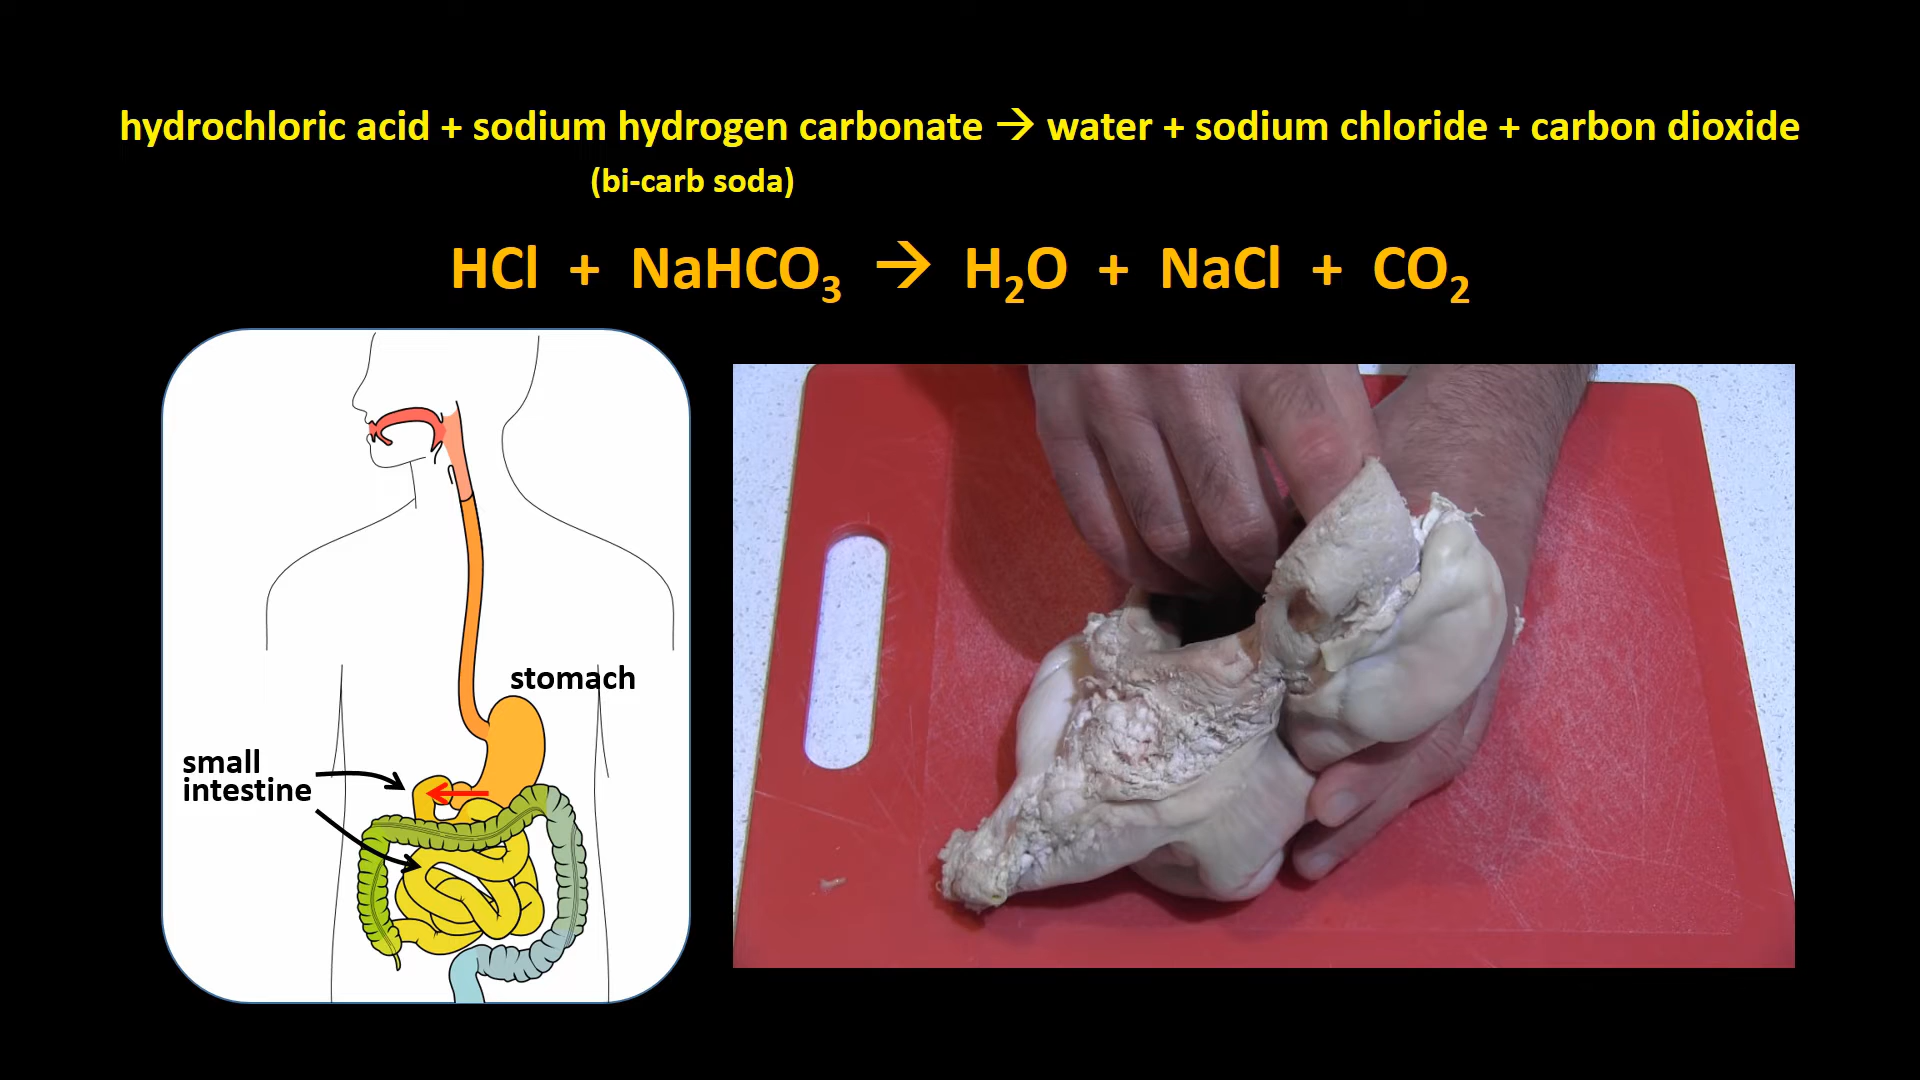 hydrochloric acid + sodium hydrogen carbonate → water + sodium chloride + carbon dioxide
(bi-carb soda)
HCl + NaHCO₃ → H₂O + NaCl + CO₂
stomach
small
intestine